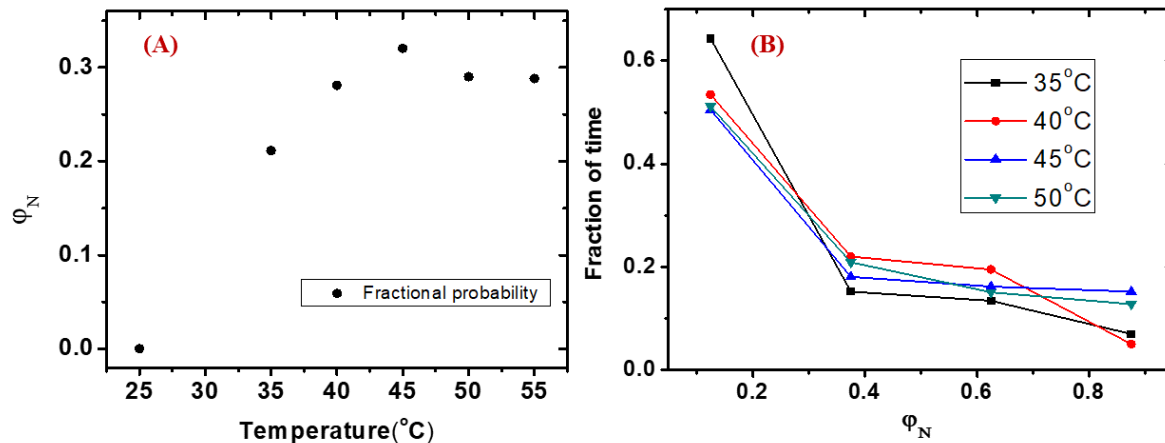 (A)
0.3
0.2
0.1
0.0
φN
Fractional probability
25 30 35 40 45 50 55
Temperature(°C)
(B)
0.6
0.4
0.2
0.0
Fraction of time
35°C
40°C
45°C
50°C
0.2 0.4 0.6 0.8
φN